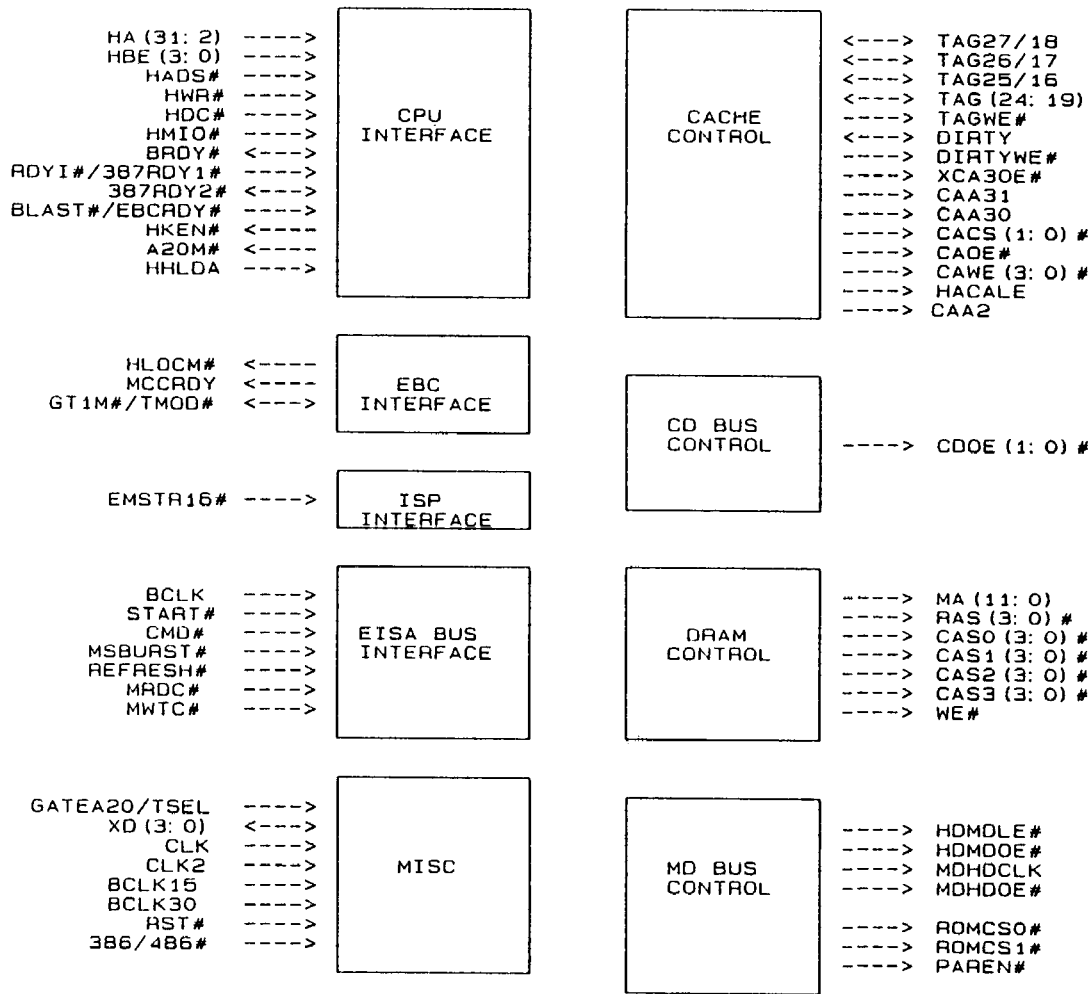 HA (31: 2) ---->
HBE (3: 0) ---->
HADS# ---->
HWR# ---->
HDC# ---->
HMIO# ---->
BRDY# <--->
RDYI#/387RDY1# ---->
387RDY2# <--->
BLAST#/EBCRDY# ---->
HKEN# <----
A20M# <----
HHLDA ---->
CPU
INTERFACE
HLOCM# <----
MCCRDY <----
GT1M#/TMOD# <--->
EBC
INTERFACE
EMSTR16# ---->
ISP
INTERFACE
BCLK ---->
START# ---->
CMD# ---->
MSBURST# ---->
REFRESH# ---->
MRDC# ---->
MWTC# ---->
EISA BUS
INTERFACE
GATEA20/TSEL ---->
XD (3: 0) <--->
CLK ---->
CLK2 ---->
BCLK15 ---->
BCLK30 ---->
RST# ---->
386/486# ---->
MISC
CACHE
CONTROL
<---> TAG27/18
<---> TAG26/17
<---> TAG25/16
<---> TAG (24: 19)
----> TAGWE#
<---> DIRTY
----> DIRTYWE#
----> XCA30E#
----> CAA31
----> CAA30
----> CACS (1: 0) #
----> CAOE#
----> CAWE (3: 0) #
----> HACALE
----> CAA2
CD BUS
CONTROL
----> CDOE (1: 0) #
DRAM
CONTROL
----> MA (11: 0)
----> RAS (3: 0) #
----> CAS0 (3: 0) #
----> CAS1 (3: 0) #
----> CAS2 (3: 0) #
----> CAS3 (3: 0) #
----> WE#
MD BUS
CONTROL
----> HDMDLE#
----> HDMDOE#
----> MDHDCLK
----> MDHDOE#
----> ROMCS0#
----> ROMCS1#
----> PAREN#